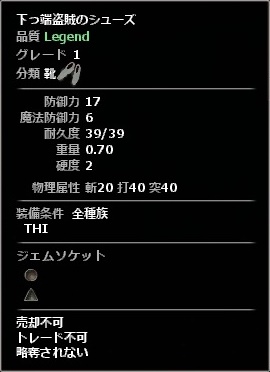 下っ端盗賊のシューズ
品質 Legend
グレード 1
分類 靴
防御力 17
魔法防御力 6
耐久度 39/39
重量 0.70
硬度 2
物理属性 斬20 打40 突40
装備条件 全種族
THI
ジェムソケット
売却不可
トレード不可
略奪されない